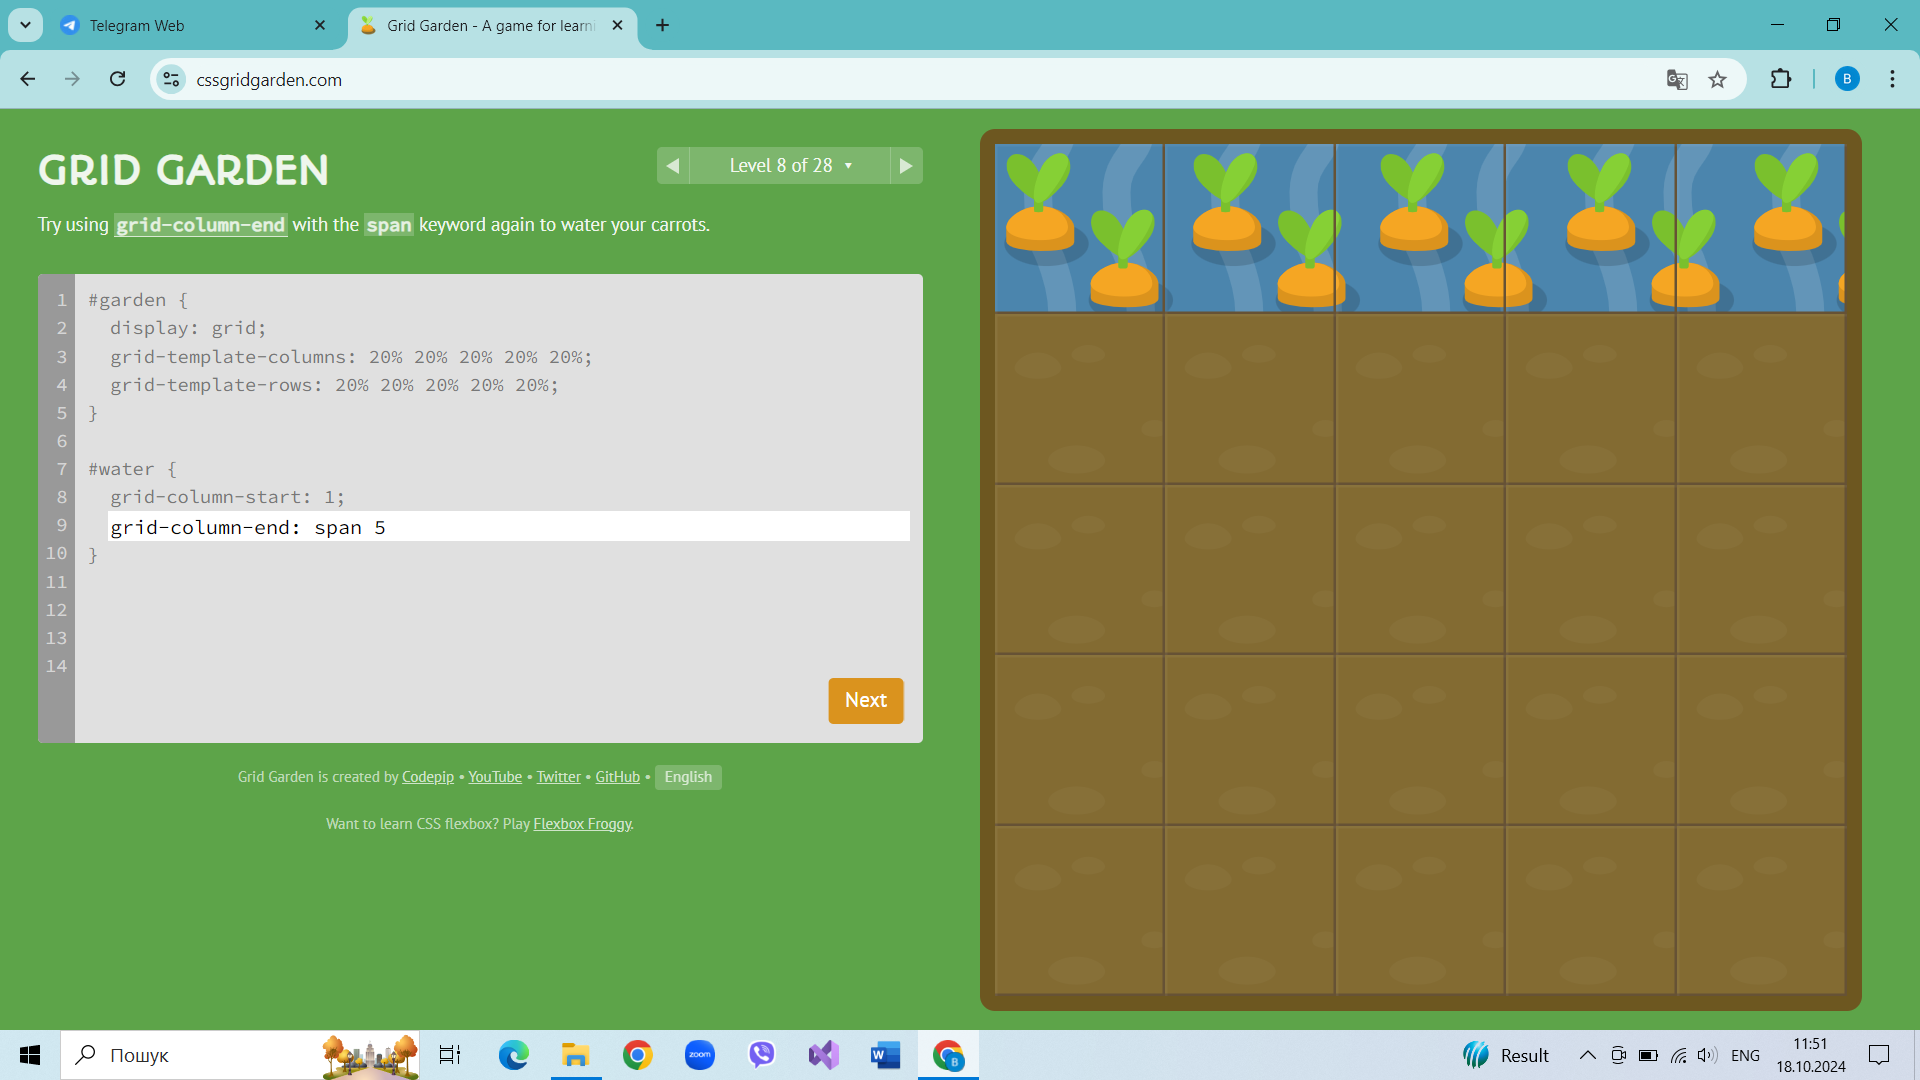 Telegram Web
Grid Garden - A game for learni
cssgridgarden.com
B
GRID GARDEN
Level 8 of 28
Try using grid-column-end with the span keyword again to water your carrots.
1 #garden {
2 display: grid;
3 grid-template-columns: 20% 20% 20% 20% 20%;
4 grid-template-rows: 20% 20% 20% 20% 20%;
5 }
6
7 #water {
8 grid-column-start: 1;
9 grid-column-end: span 5
10 }
11
12
13
14
Next
Grid Garden is created by Codepip • YouTube • Twitter • GitHub • English
Want to learn CSS flexbox? Play Flexbox Froggy.
Пошук
zoom
W
B
Result
ENG
11:51
18.10.2024